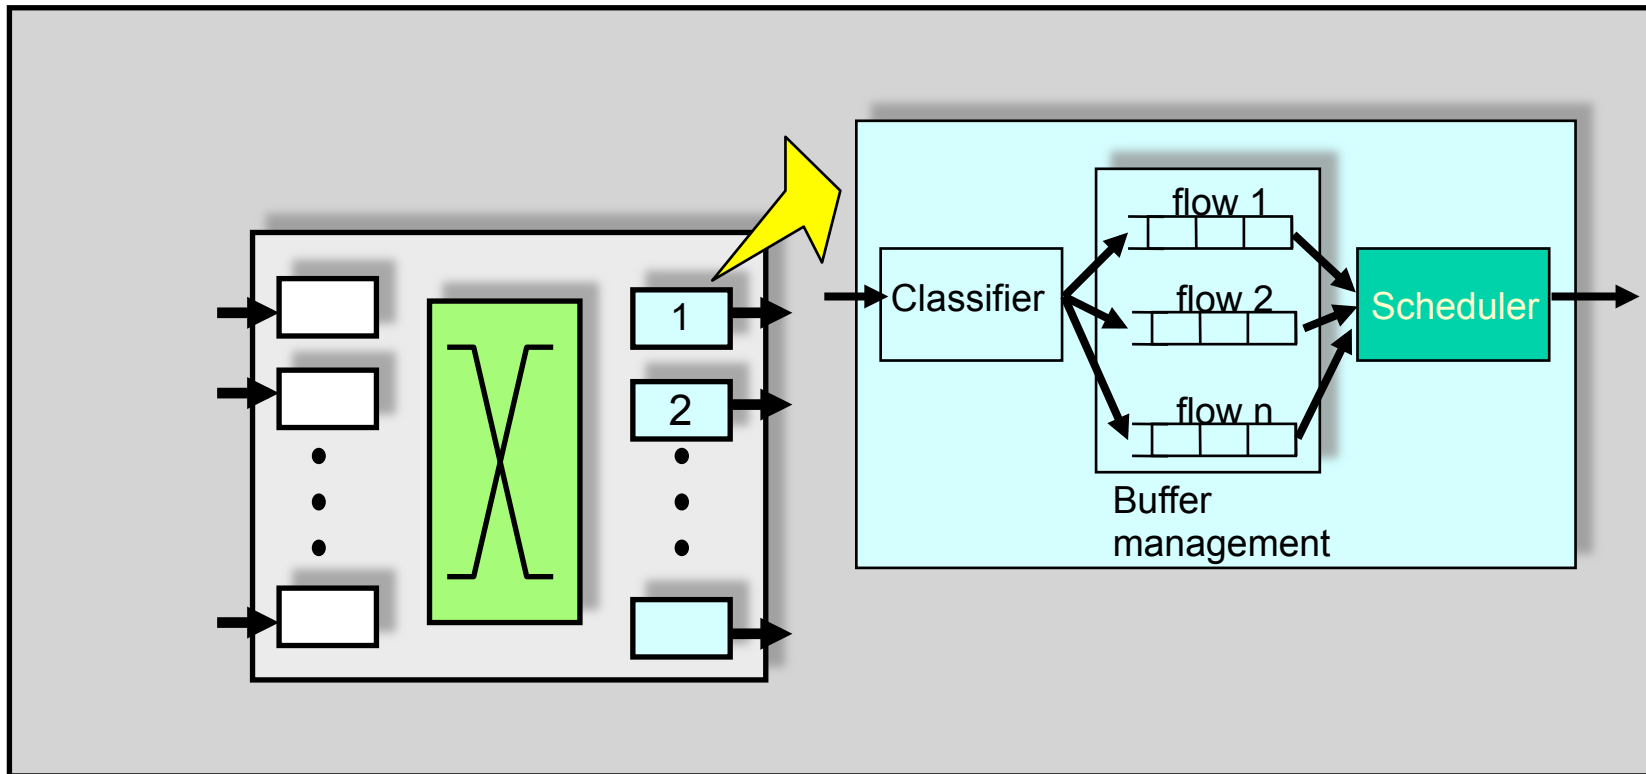 1
2
flow 1
Classifier
flow 2
Scheduler
flow n
Buffer
management